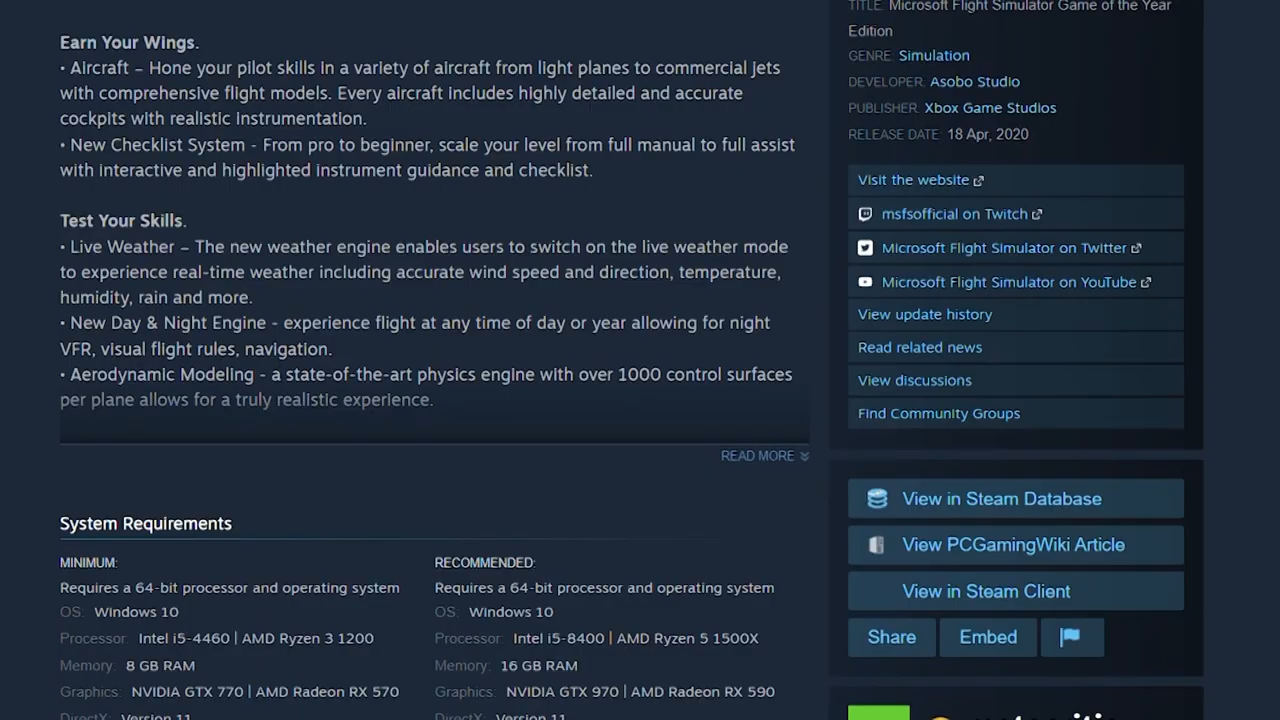 Earn Your Wings.
• Aircraft – Hone your pilot skills in a variety of aircraft from light planes to commercial jets
with comprehensive flight models. Every aircraft includes highly detailed and accurate
cockpits with realistic instrumentation.
• New Checklist System - From pro to beginner, scale your level from full manual to full assist
with interactive and highlighted instrument guidance and checklist.
Test Your Skills.
• Live Weather – The new weather engine enables users to switch on the live weather mode
to experience real-time weather including accurate wind speed and direction, temperature,
humidity, rain and more.
• New Day & Night Engine - experience flight at any time of day or year allowing for night
VFR, visual flight rules, navigation.
• Aerodynamic Modeling - a state-of-the-art physics engine with over 1000 control surfaces
per plane allows for a truly realistic experience.
READ MORE
System Requirements
MINIMUM:
Requires a 64-bit processor and operating system
OS: Windows 10
Processor: Intel i5-4460 | AMD Ryzen 3 1200
Memory: 8 GB RAM
Graphics: NVIDIA GTX 770 | AMD Radeon RX 570
DirectX: Version 11
RECOMMENDED:
Requires a 64-bit processor and operating system
OS: Windows 10
Processor: Intel i5-8400 | AMD Ryzen 5 1500X
Memory: 16 GB RAM
Graphics: NVIDIA GTX 970 | AMD Radeon RX 590
DirectX: Version 11
TITLE: Microsoft Flight Simulator Game of the Year
Edition
GENRE: Simulation
DEVELOPER: Asobo Studio
PUBLISHER: Xbox Game Studios
RELEASE DATE: 18 Apr, 2020
Visit the website
msfsofficial on Twitch
Microsoft Flight Simulator on Twitter
Microsoft Flight Simulator on YouTube
View update history
Read related news
View discussions
Find Community Groups
View in Steam Database
View PCGamingWiki Article
View in Steam Client
Share
Embed